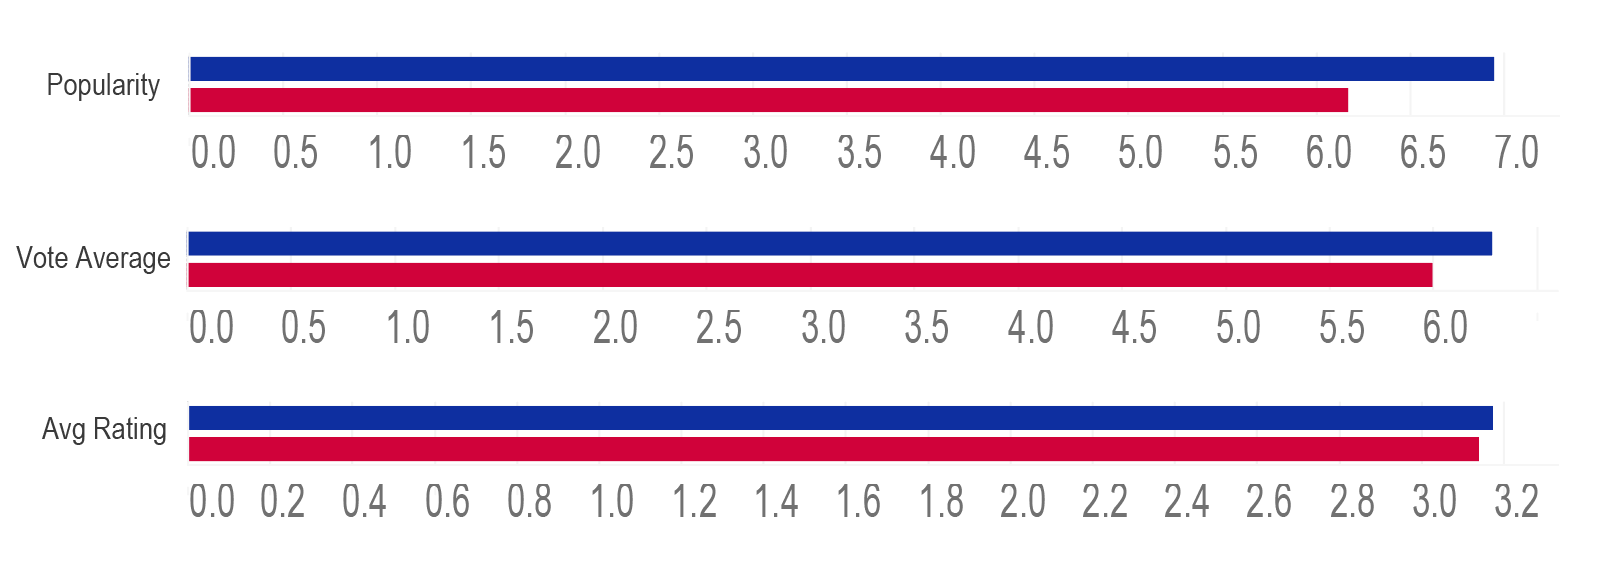 Popularity
0.0 0.5 1.0 1.5 2.0 2.5 3.0 3.5 4.0 4.5 5.0 5.5 6.0 6.5 7.0
Vote Average
0.0 0.5 1.0 1.5 2.0 2.5 3.0 3.5 4.0 4.5 5.0 5.5 6.0
Avg Rating
0.0 0.2 0.4 0.6 0.8 1.0 1.2 1.4 1.6 1.8 2.0 2.2 2.4 2.6 2.8 3.0 3.2